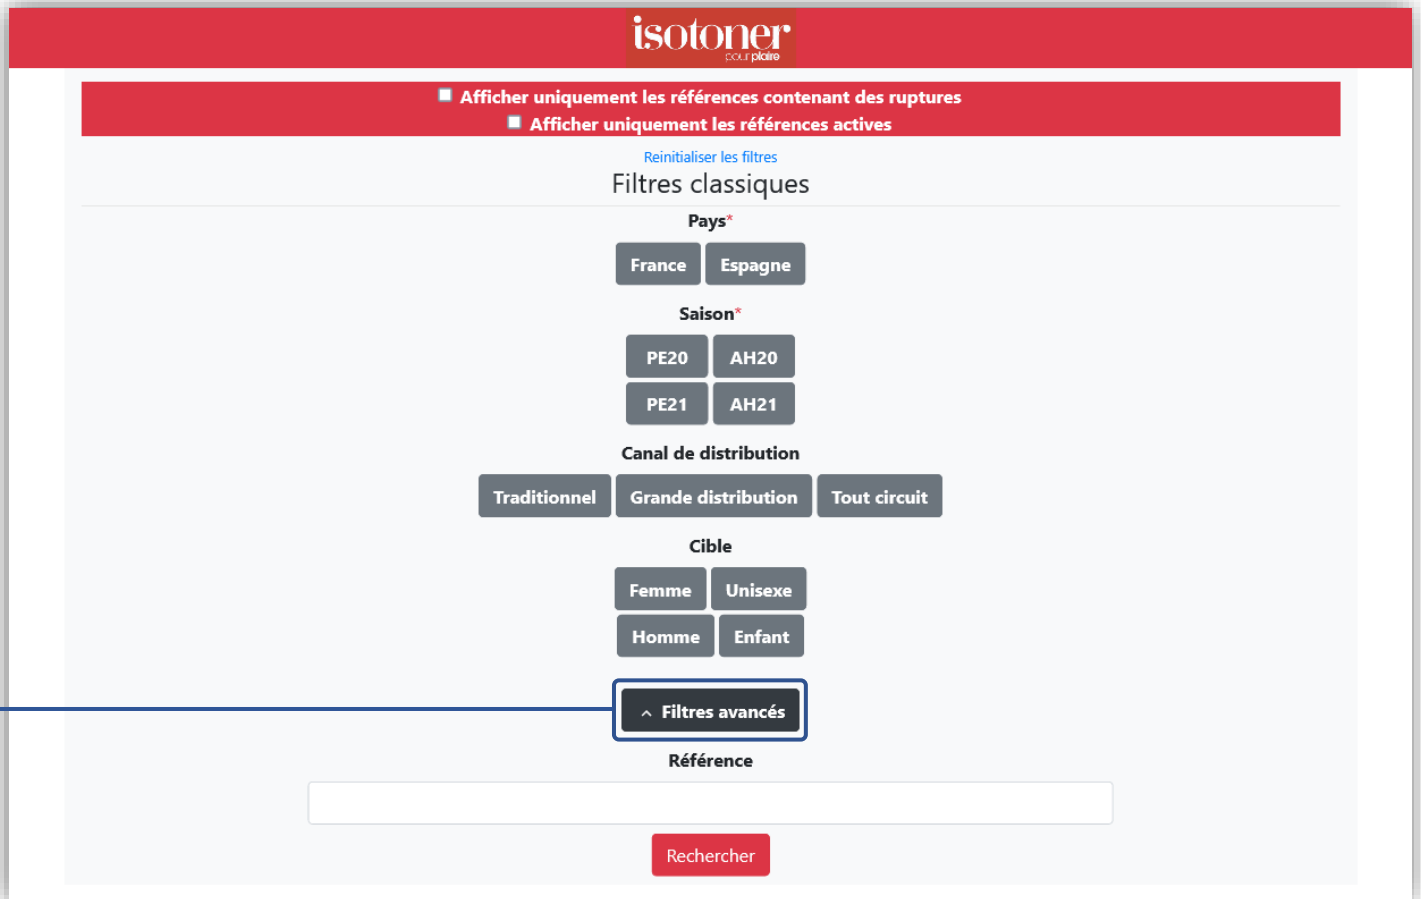 isotoner
pour plaire
Afficher uniquement les référénces contenant des ruptures
Afficher uniquement les référénces actives
Reinitialiser les filtres
Filtres classiques
Pays*
France Espagne
Saison*
PE20 AH20
PE21 AH21
Canal de distribution
Traditionnel Grande distribution Tout circuit
Cible
Femme Unisexe
Homme Enfant
Filtres avancés
Référence
Rechercher